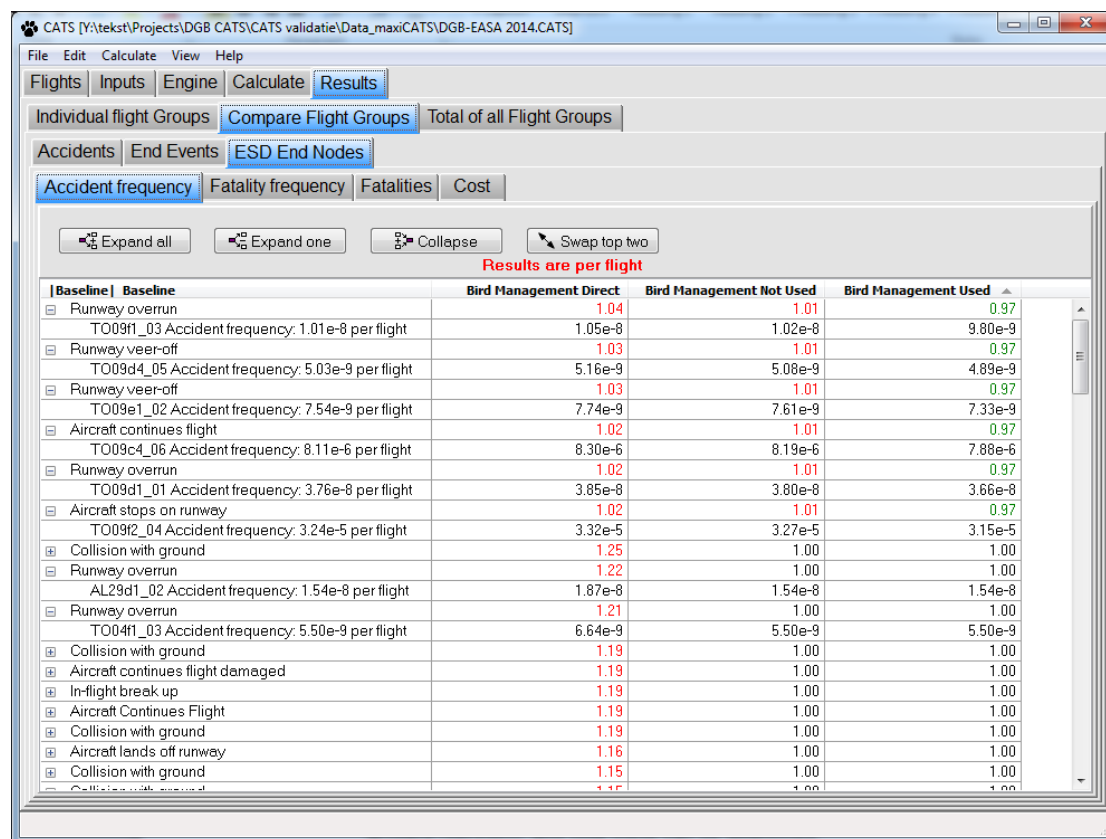 CATS [Y:\tekst\Projects\DGB CATS\CATS validatie\Data_maxiCATS\DGB-EASA 2014.CATS]
File Edit Calculate View Help
Flights Inputs Engine Calculate Results
Individual flight Groups Compare Flight Groups Total of all Flight Groups
Accidents End Events ESD End Nodes
Accident frequency Fatality frequency Fatalities Cost
Expand all Expand one Collapse Swap top two
Results are per flight
|Baseline| Baseline Bird Management Direct Bird Management Not Used Bird Management Used
Runway overrun 1.04 1.01 0.97
TO09f1_03 Accident frequency: 1.01e-8 per flight 1.05e-8 1.02e-8 9.80e-9
Runway veer-off 1.03 1.01 0.97
TO09d4_05 Accident frequency: 5.03e-9 per flight 5.16e-9 5.08e-9 4.89e-9
Runway veer-off 1.03 1.01 0.97
TO09e1_02 Accident frequency: 7.54e-9 per flight 7.74e-9 7.61e-9 7.33e-9
Aircraft continues flight 1.02 1.01 0.97
TO09c4_06 Accident frequency: 8.11e-6 per flight 8.30e-6 8.19e-6 7.88e-6
Runway overrun 1.02 1.01 0.97
TO09d1_01 Accident frequency: 3.76e-8 per flight 3.85e-8 3.80e-8 3.66e-8
Aircraft stops on runway 1.02 1.01 0.97
TO09f2_04 Accident frequency: 3.24e-5 per flight 3.32e-5 3.27e-5 3.15e-5
Collision with ground 1.25 1.00 1.00
Runway overrun 1.22 1.00 1.00
AL29d1_02 Accident frequency: 1.54e-8 per flight 1.87e-8 1.54e-8 1.54e-8
Runway overrun 1.21 1.00 1.00
TO04f1_03 Accident frequency: 5.50e-9 per flight 6.64e-9 5.50e-9 5.50e-9
Collision with ground 1.19 1.00 1.00
Aircraft continues flight damaged 1.19 1.00 1.00
In-flight break up 1.19 1.00 1.00
Aircraft Continues Flight 1.19 1.00 1.00
Collision with ground 1.19 1.00 1.00
Aircraft lands off runway 1.16 1.00 1.00
Collision with ground 1.15 1.00 1.00
Collision with ground 1.15 1.00 1.00